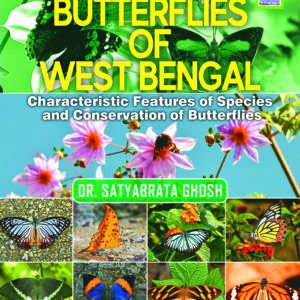 BUTTERFLIES
OF
WEST BENGAL
Characteristic Features of Species
and Conservation of Butterflies
DR. SATYABRATA GHOSH